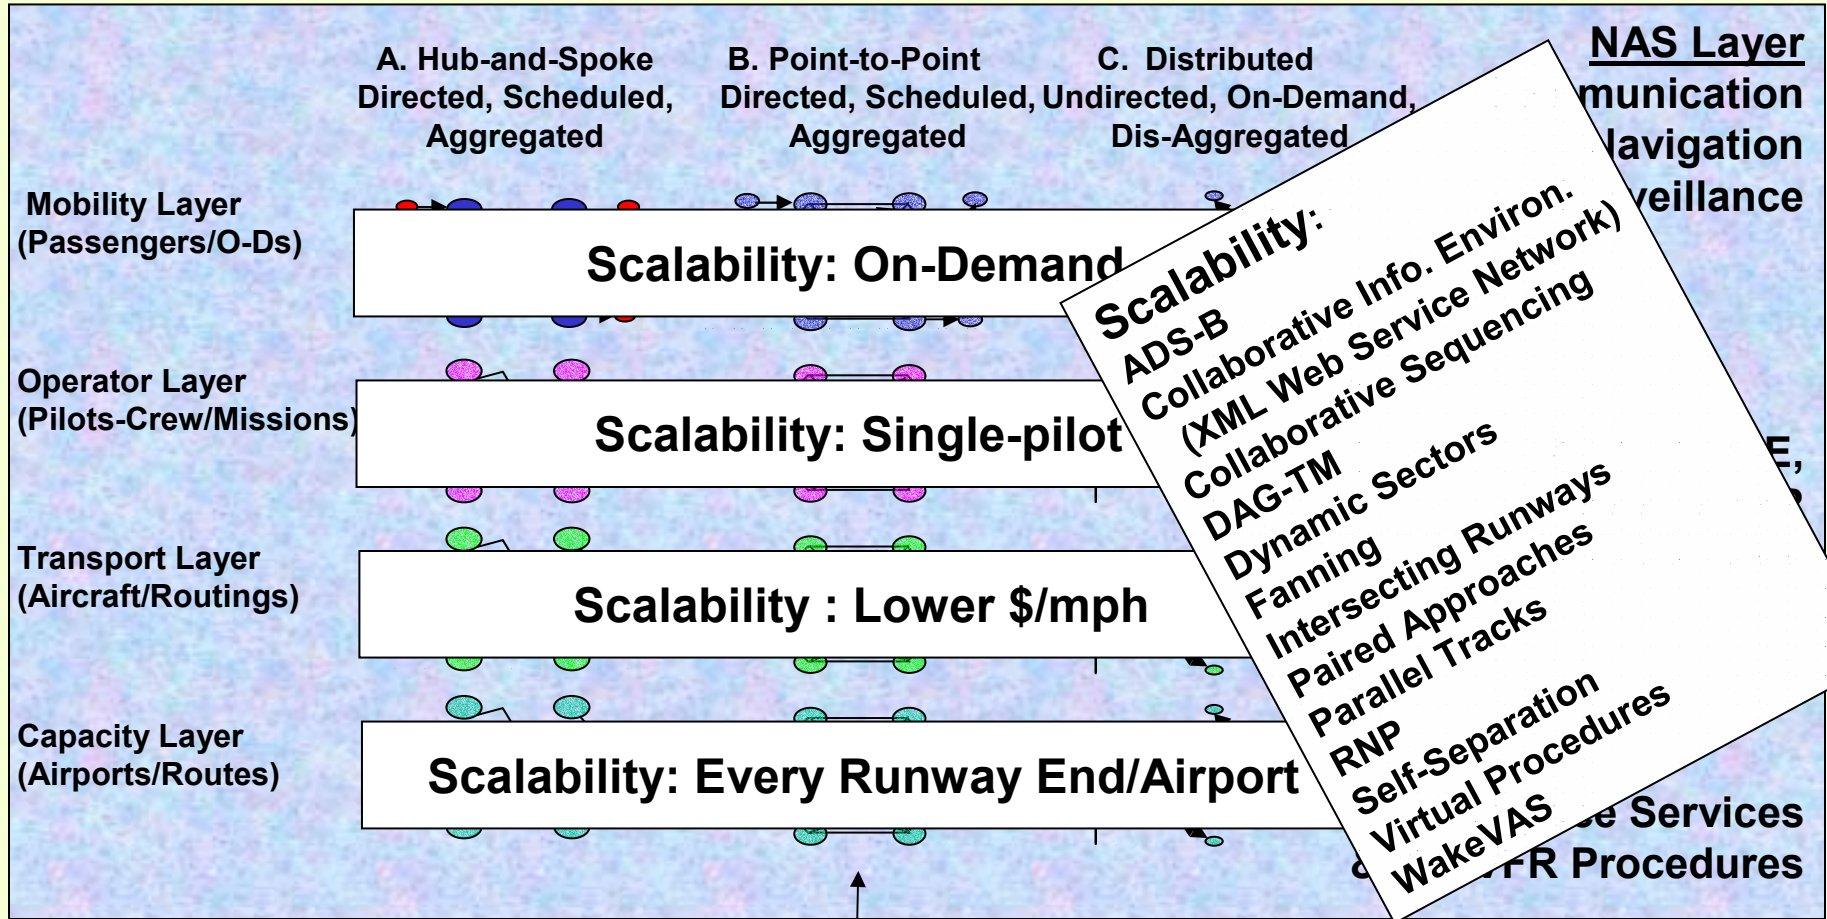 A. Hub-and-Spoke
Directed, Scheduled,
Aggregated
B. Point-to-Point
Directed, Scheduled,
Aggregated
C. Distributed
Undirected, On-Demand,
Dis-Aggregated
NAS Layer
Mobility Layer
(Passengers/O-Ds)
Scalability: On-Demand
Operator Layer
(Pilots-Crew/Missions)
Scalability: Single-pilot
Transport Layer
(Aircraft/Routings)
Scalability : Lower $/mph
Capacity Layer
(Airports/Routes)
Scalability: Every Runway End/Airport
Scalability:
ADS-B
Collaborative Info. Environ.
(XML Web Service Network)
Collaborative Sequencing
DAG-TM
Dynamic Sectors
Fanning
Intersecting Runways
Paired Approaches
Parallel Tracks
RNP
Self-Separation
Virtual Procedures
WakeVAS
Services
Procedures